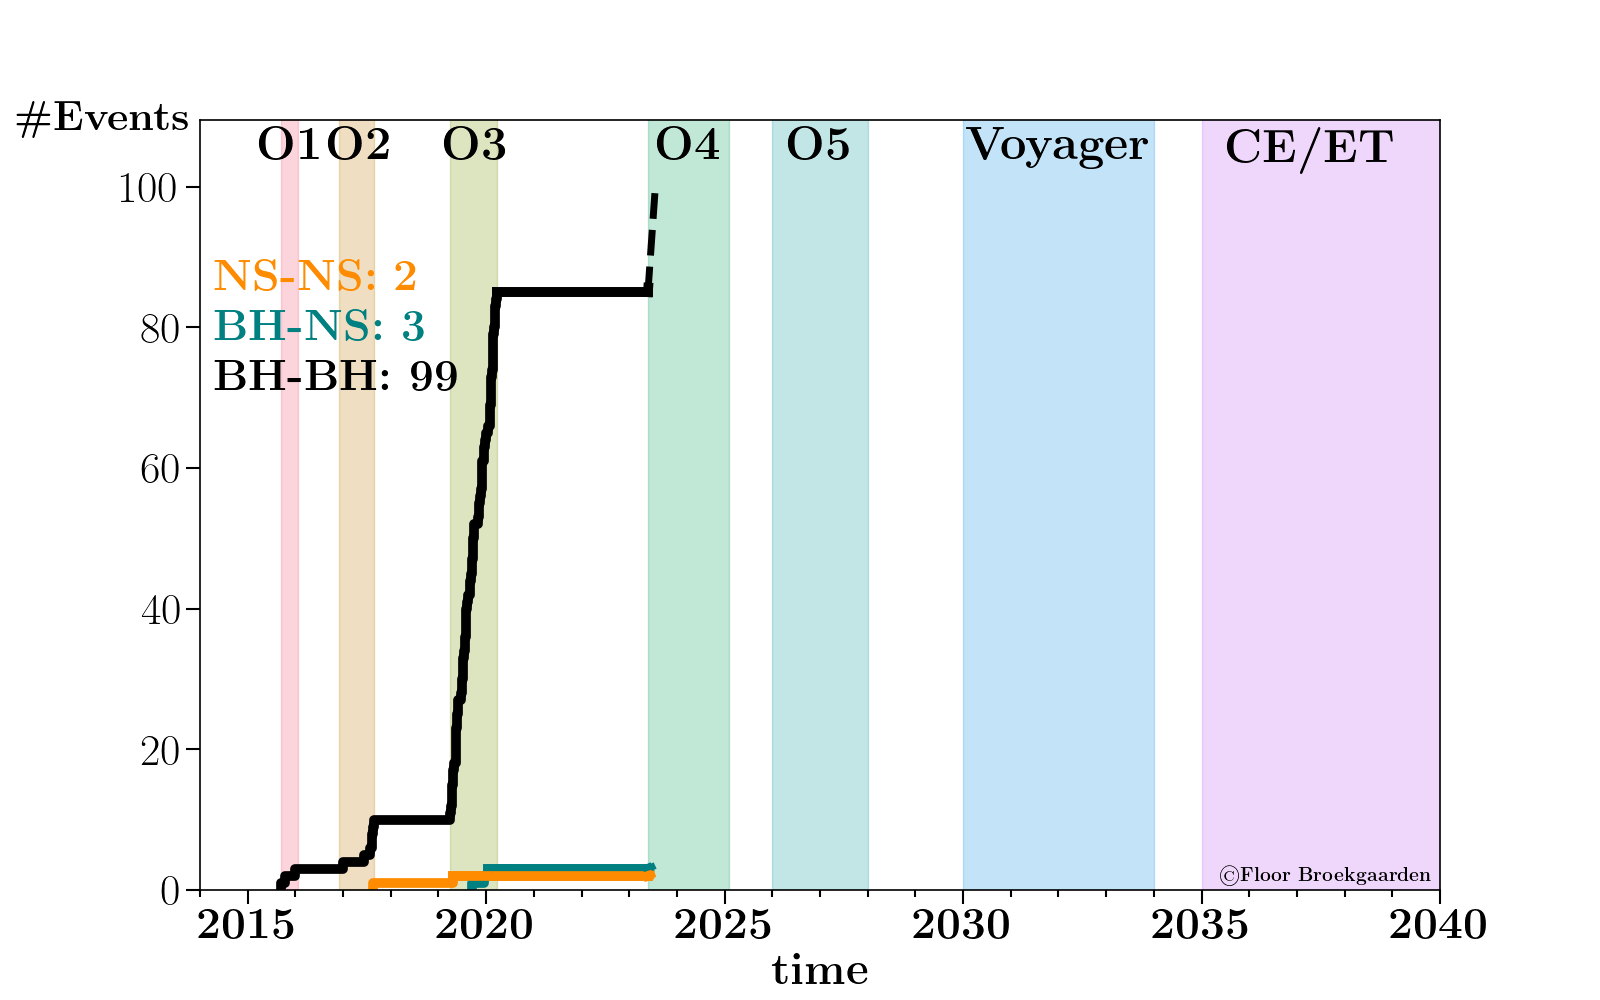 #Events
O1 O2 O3 O4 O5 Voyager CE/ET
100
NS-NS: 2
80
BH-NS: 3
BH-BH: 99
60
40
20
0
©Floor Broekgaarden
2015 2020 2025 2030 2035 2040
time